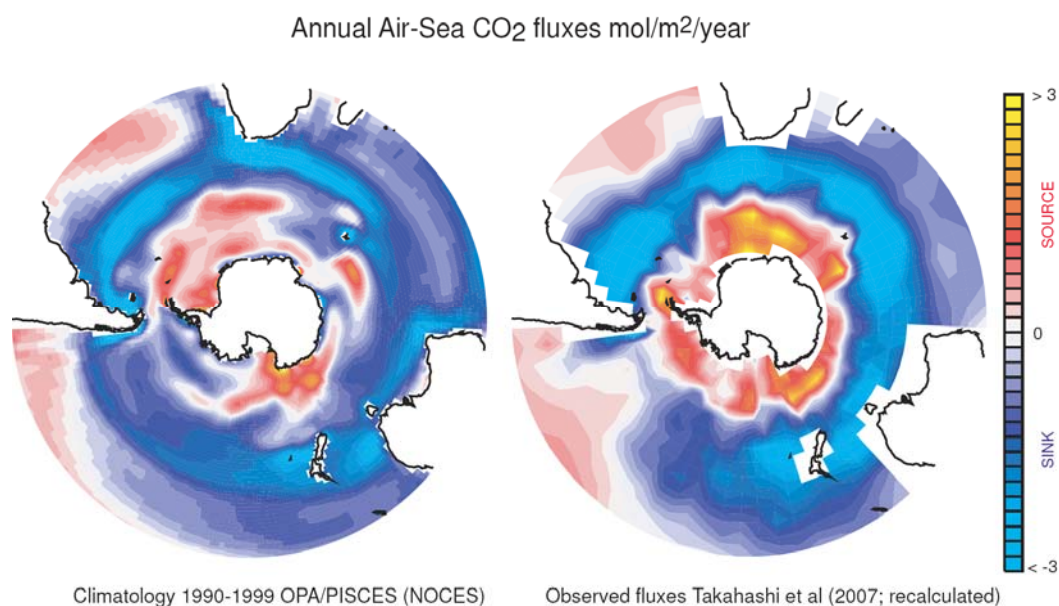 Annual Air-Sea CO2 fluxes mol/m2/year
> 3
SOURCE
0
SINK
< -3
Climatology 1990-1999 OPA/PISCES (NOCES)
Observed fluxes Takahashi et al (2007; recalculated)